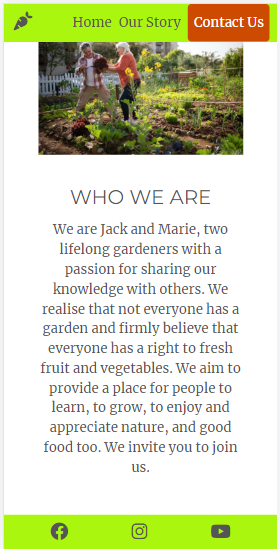 Home Our Story Contact Us
WHO WE ARE
We are Jack and Marie, two
lifelong gardeners with a
passion for sharing our
knowledge with others. We
realise that not everyone has a
garden and firmly believe that
everyone has a right to fresh
fruit and vegetables. We aim to
provide a place for people to
learn, to grow, to enjoy and
appreciate nature, and good
food too. We invite you to join
us.